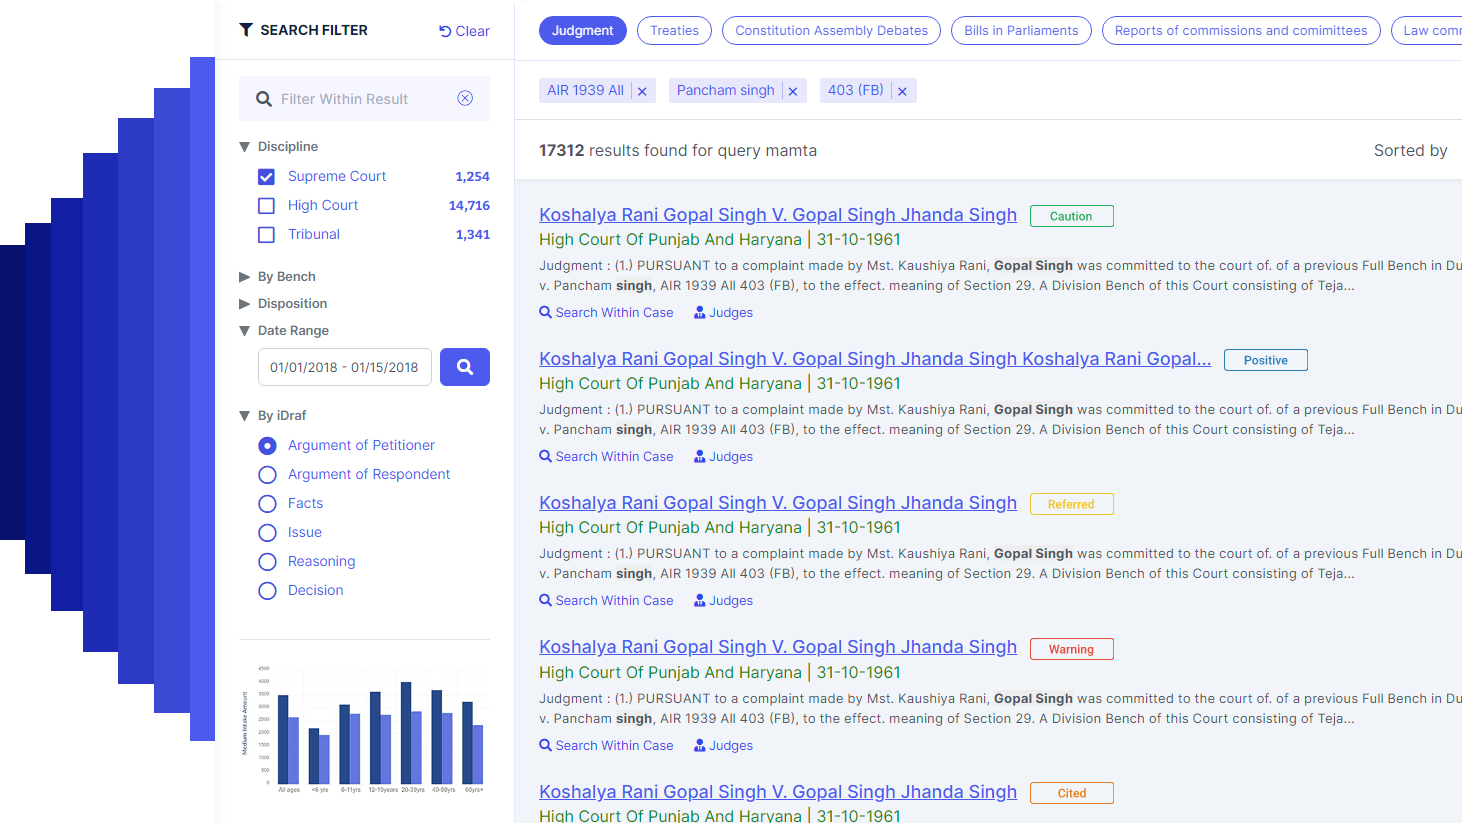 SEARCH FILTER
Clear
Filter Within Result
Discipline
Supreme Court 1,254
High Court 14,716
Tribunal 1,341
By Bench
Disposition
Date Range
01/01/2018 - 01/15/2018
By iDraf
Argument of Petitioner
Argument of Respondent
Facts
Issue
Reasoning
Decision
Medium Intake Amount
4500
4000
3500
3000
2500
2000
1500
1000
500
0
All ages <6 yrs 6-11yrs 12-19years 20-39yrs 40-59yrs 60yrs+
Judgment Treaties Constitution Assembly Debates Bills in Parliaments Reports of commissions and comimittees Law com
AIR 1939 All × Pancham singh × 403 (FB) ×
17312 results found for query mamta
Sorted by
Koshalya Rani Gopal Singh V. Gopal Singh Jhanda Singh Caution
High Court Of Punjab And Haryana | 31-10-1961
Judgment : (1.) PURSUANT to a complaint made by Mst. Kaushiya Rani, Gopal Singh was committed to the court of. of a previous Full Bench in Du
v. Pancham singh, AIR 1939 All 403 (FB), to the effect. meaning of Section 29. A Division Bench of this Court consisting of Teja...
Search Within Case Judges
Koshalya Rani Gopal Singh V. Gopal Singh Jhanda Singh Koshalya Rani Gopal... Positive
High Court Of Punjab And Haryana | 31-10-1961
Judgment : (1.) PURSUANT to a complaint made by Mst. Kaushiya Rani, Gopal Singh was committed to the court of. of a previous Full Bench in Du
v. Pancham singh, AIR 1939 All 403 (FB), to the effect. meaning of Section 29. A Division Bench of this Court consisting of Teja...
Search Within Case Judges
Koshalya Rani Gopal Singh V. Gopal Singh Jhanda Singh Referred
High Court Of Punjab And Haryana | 31-10-1961
Judgment : (1.) PURSUANT to a complaint made by Mst. Kaushiya Rani, Gopal Singh was committed to the court of. of a previous Full Bench in Du
v. Pancham singh, AIR 1939 All 403 (FB), to the effect. meaning of Section 29. A Division Bench of this Court consisting of Teja...
Search Within Case Judges
Koshalya Rani Gopal Singh V. Gopal Singh Jhanda Singh Warning
High Court Of Punjab And Haryana | 31-10-1961
Judgment : (1.) PURSUANT to a complaint made by Mst. Kaushiya Rani, Gopal Singh was committed to the court of. of a previous Full Bench in Du
v. Pancham singh, AIR 1939 All 403 (FB), to the effect. meaning of Section 29. A Division Bench of this Court consisting of Teja...
Search Within Case Judges
Koshalya Rani Gopal Singh V. Gopal Singh Jhanda Singh Cited
High Court Of Punjab And Haryana | 31-10-1961